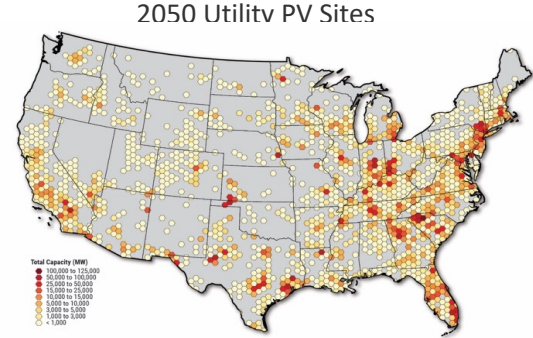 2050 Utility PV Sites
Total Capacity (MW)
100,000 to 125,000
50,000 to 100,000
25,000 to 50,000
15,000 to 25,000
10,000 to 15,000
5,000 to 10,000
3,000 to 5,000
1,000 to 3,000
< 1,000